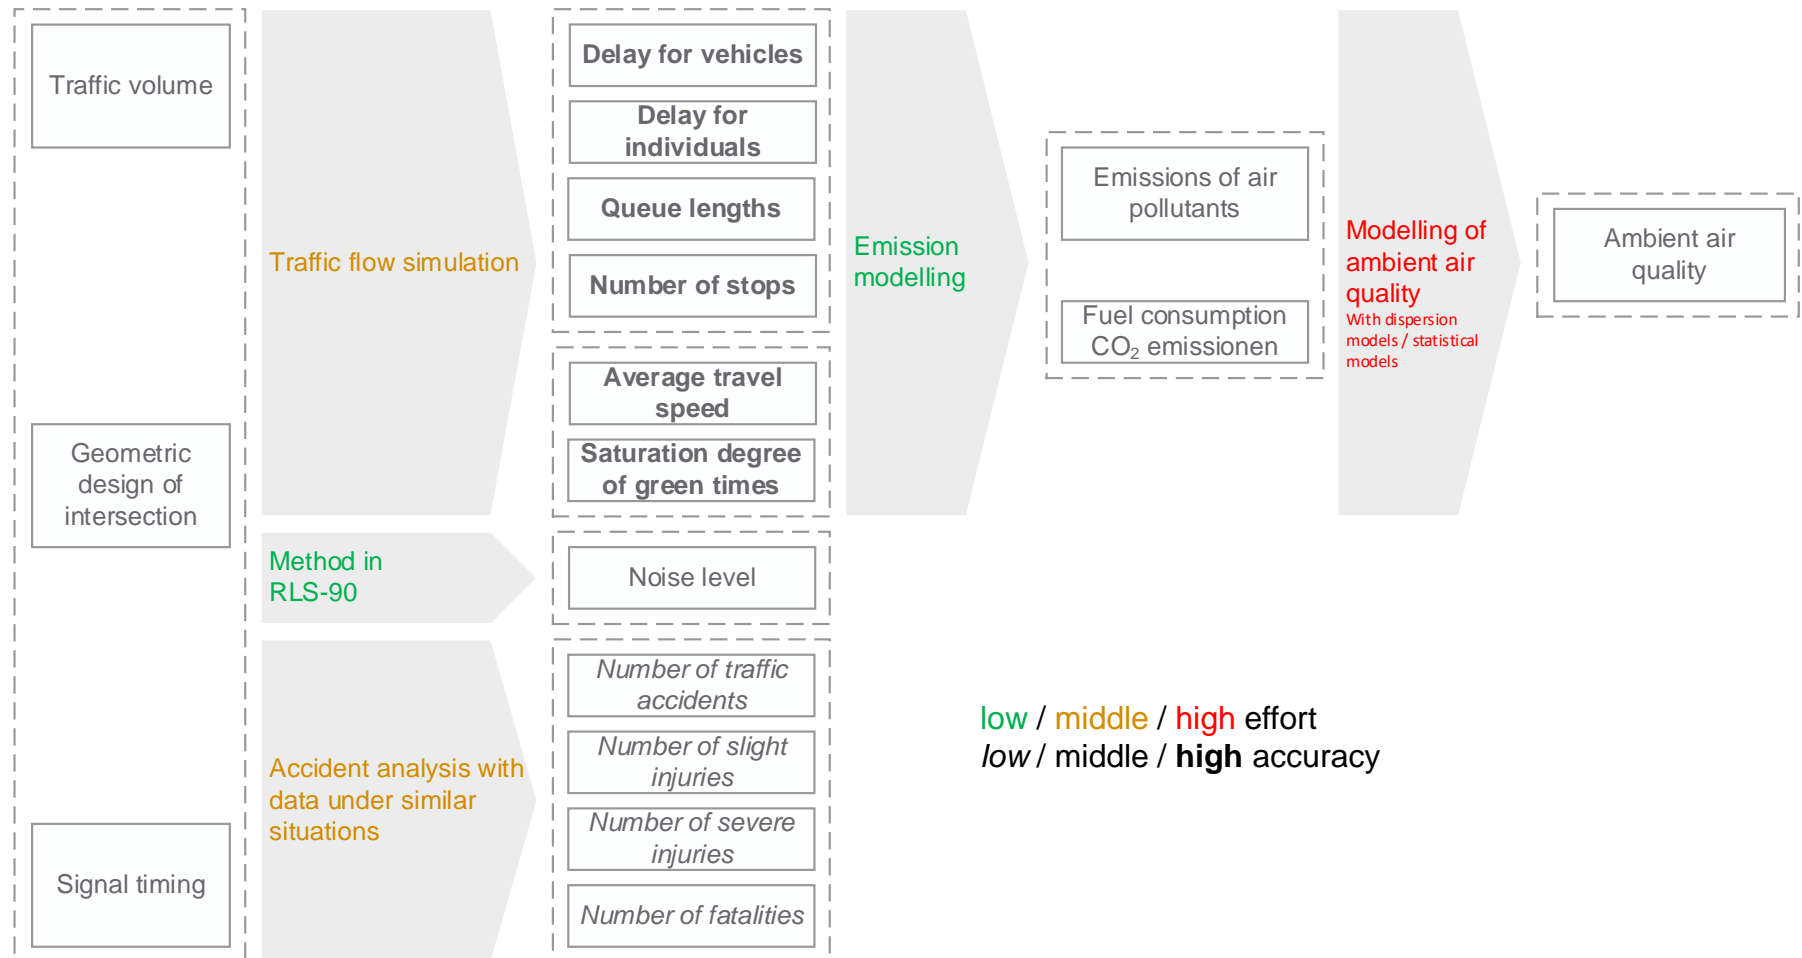 Traffic volume
Geometric
design of
intersection
Signal timing
Traffic flow simulation
Method in
RLS-90
Accident analysis with
data under similar
situations
Delay for vehicles
Delay for
individuals
Queue lengths
Number of stops
Average travel
speed
Saturation degree
of green times
Noise level
Number of traffic
accidents
Number of slight
injuries
Number of severe
injuries
Number of fatalities
Emission
modelling
Emissions of air
pollutants
Fuel consumption
CO₂ emissionen
Modelling of
ambient air
quality
With dispersion
models / statistical
models
Ambient air
quality
low / middle / high effort
low / middle / high accuracy